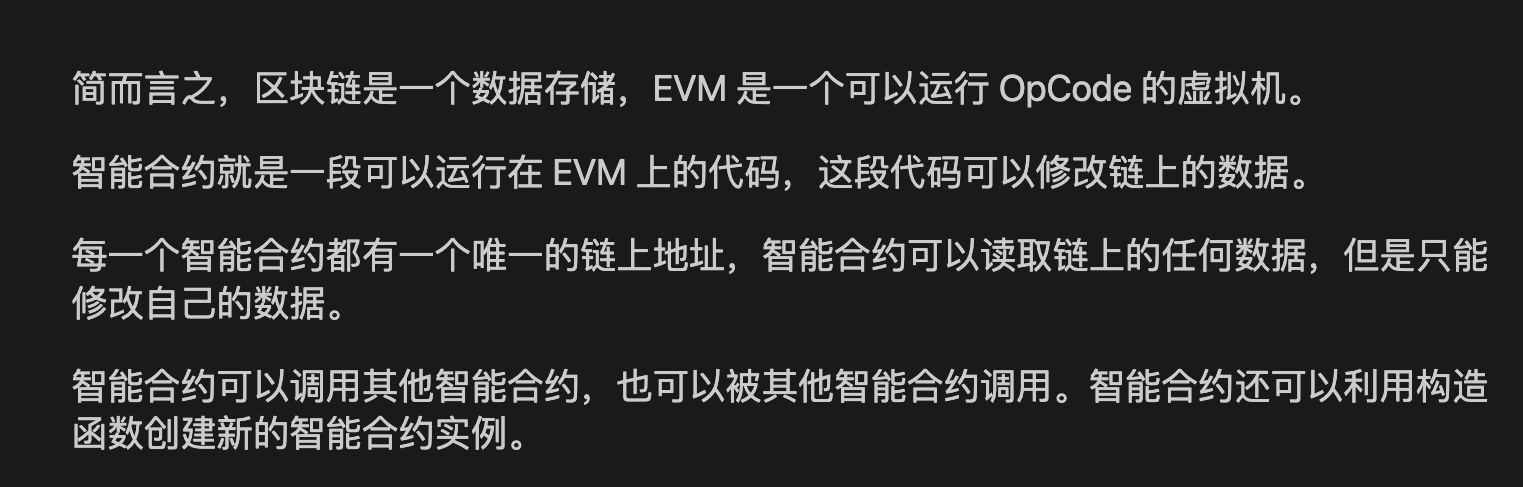 简而言之，区块链是一个数据存储，EVM 是一个可以运行 OpCode 的虚拟机。
智能合约就是一段可以运行在 EVM 上的代码，这段代码可以修改链上的数据。
每一个智能合约都有一个唯一的链上地址，智能合约可以读取链上的任何数据，但是只能
修改自己的数据。
智能合约可以调用其他智能合约，也可以被其他智能合约调用。智能合约还可以利用构造
函数创建新的智能合约实例。